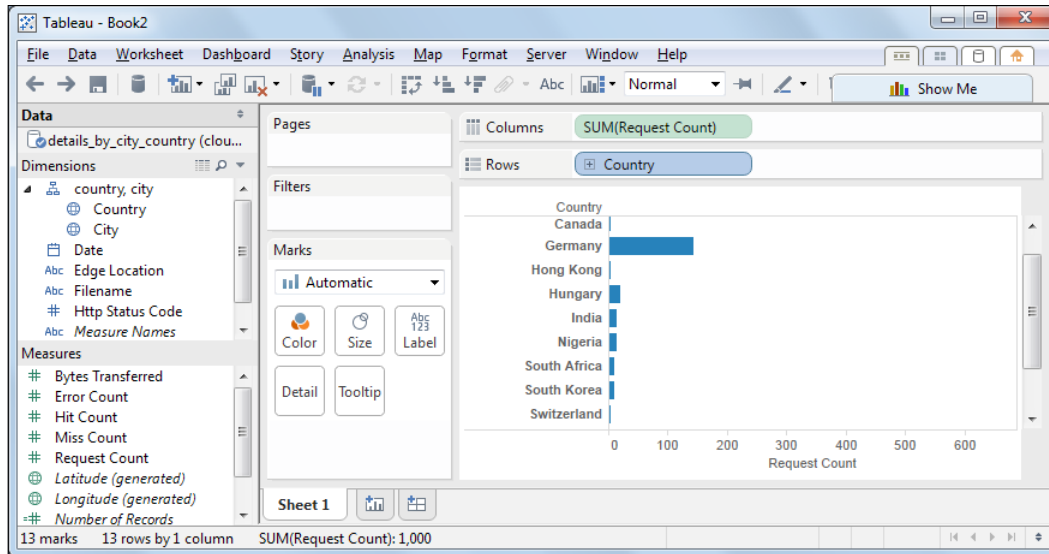 Tableau - Book2
File Data Worksheet Dashboard Story Analysis Map Format Server Window Help
Abc Normal Show Me
Data
details_by_city_country (clou...
Dimensions
country, city
Country
City
Date
Abc Edge Location
Abc Filename
# Http Status Code
Abc Measure Names
Measures
# Bytes Transferred
# Error Count
# Hit Count
# Miss Count
# Request Count
Latitude (generated)
Longitude (generated)
=# Number of Records
Pages
Filters
Marks
Automatic
Color
Size
Abc
123
Label
Detail
Tooltip
Columns SUM(Request Count)
Rows Country
Country
Canada
Germany
Hong Kong
Hungary
India
Nigeria
South Africa
South Korea
Switzerland
0 100 200 300 400 500 600
Request Count
Sheet 1
13 marks 13 rows by 1 column SUM(Request Count): 1,000